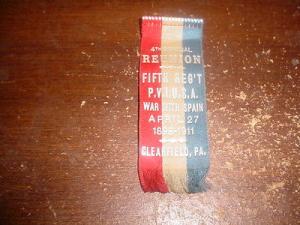 4TH ANNUAL
REUNION
FIFTH REG'T
P.V.I.U.S.A.
WAR WITH SPAIN
APRIL 27
1898-1911
CLEARFIELD, PA.